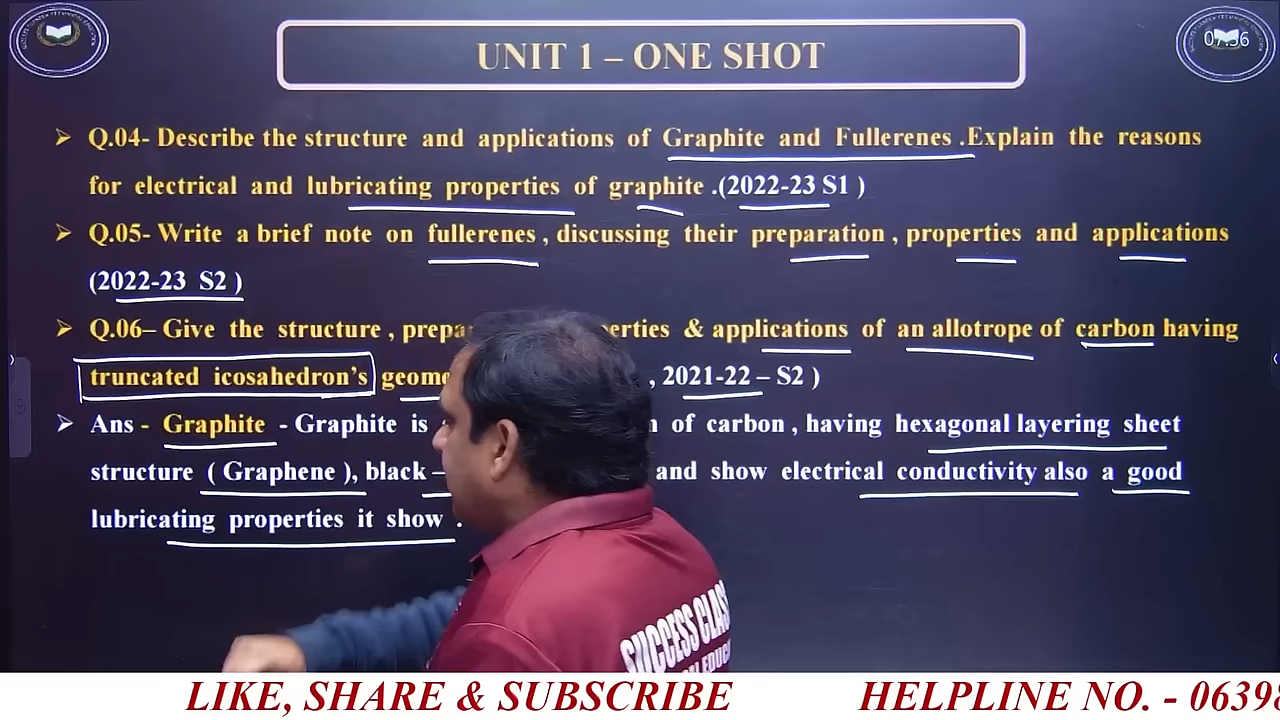 UNIT 1 – ONE SHOT
07:36
➢ Q.04- Describe the structure and applications of Graphite and Fullerenes .Explain the reasons
for electrical and lubricating properties of graphite .(2022-23 S1 )
➢ Q.05- Write a brief note on fullerenes , discussing their preparation , properties and applications
(2022-23 S2 )
➢ Q.06– Give the structure , & applications of an allotrope of carbon having
truncated icosahedron's , 2021-22 – S2 )
➢ Ans - Graphite - Graphite is of carbon , having hexagonal layering sheet
structure ( Graphene ), black – and show electrical conductivity also a good
lubricating properties it show .
SUCCESS
LIKE, SHARE & SUBSCRIBE HELPLINE NO. - 0639